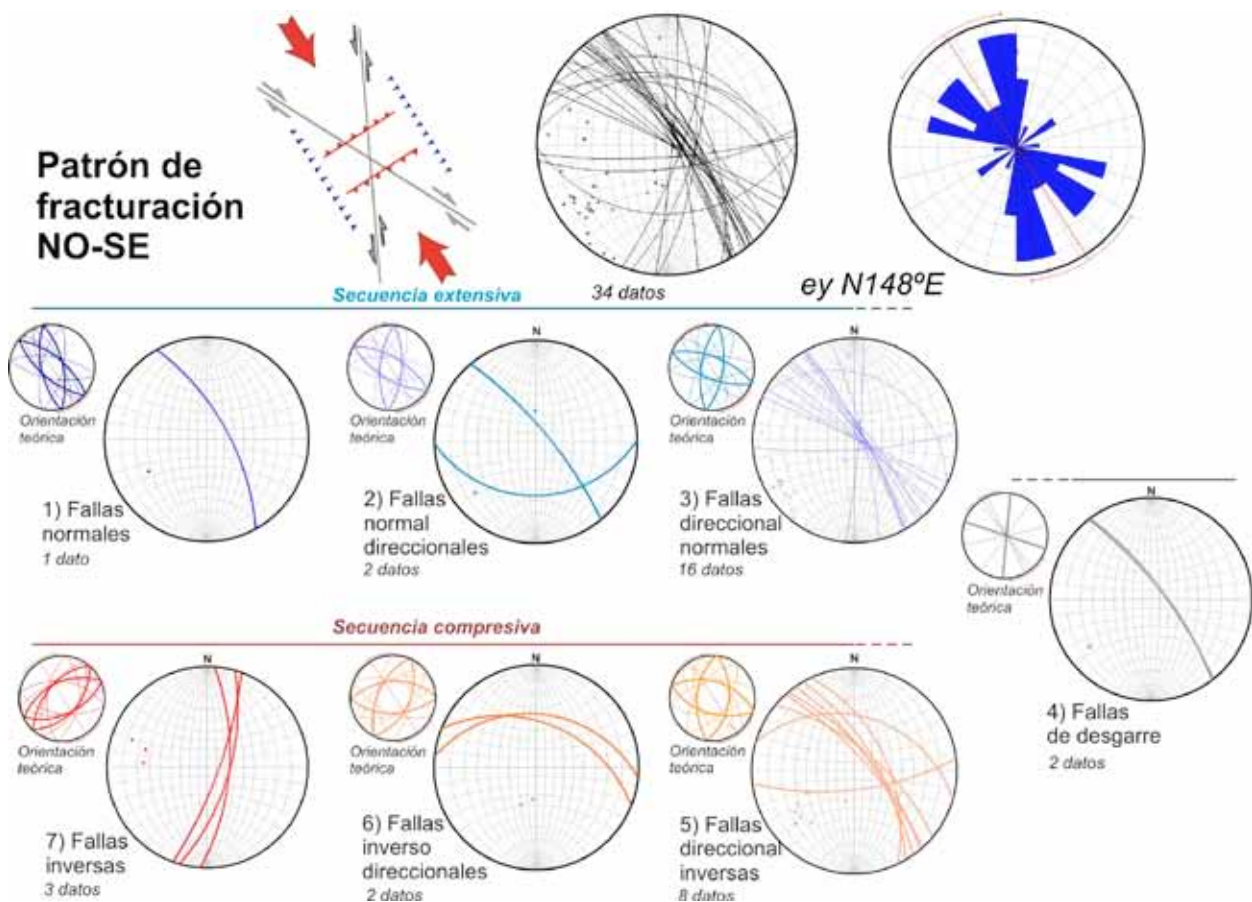 Patrón de
fracturación
NO-SE
34 datos
ey N148ºE
Secuencia extensiva
Orientación
teórica
1) Fallas
normales
1 dato
N
Orientación
teórica
2) Fallas
normal
direccionales
2 datos
N
Orientación
teórica
3) Fallas
direccional
normales
16 datos
N
Orientación
teórica
4) Fallas
de desgarre
2 datos
Secuencia compresiva
N
Orientación
teórica
7) Fallas
inversas
3 datos
N
Orientación
teórica
6) Fallas
inverso
direccionales
2 datos
N
Orientación
teórica
5) Fallas
direccional
inversas
8 datos